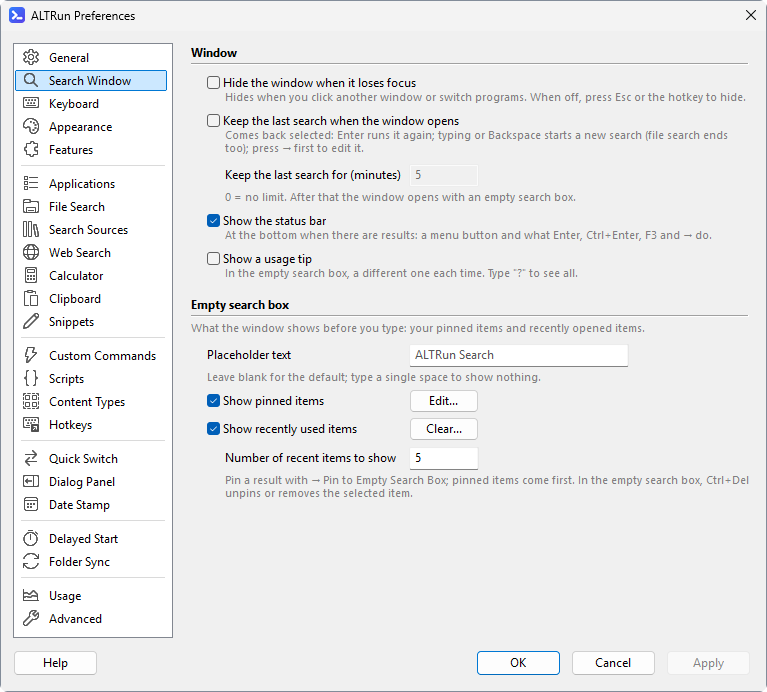 ALTRun Preferences
General
Search Window
Keyboard
Appearance
Features
Applications
File Search
Search Sources
Web Search
Calculator
Clipboard
Snippets
Custom Commands
Scripts
Content Types
Hotkeys
Quick Switch
Dialog Panel
Date Stamp
Delayed Start
Folder Sync
Usage
Advanced
Window
Hide the window when it loses focus
Hides when you click another window or switch programs. When off, press Esc or the hotkey to hide.
Keep the last search when the window opens
Comes back selected: Enter runs it again; typing or Backspace starts a new search (file search ends
too); press → first to edit it.
Keep the last search for (minutes) 5
0 = no limit. After that the window opens with an empty search box.
Show the status bar
At the bottom when there are results: a menu button and what Enter, Ctrl+Enter, F3 and → do.
Show a usage tip
In the empty search box, a different one each time. Type "?" to see all.
Empty search box
What the window shows before you type: your pinned items and recently opened items.
Placeholder text ALTRun Search
Leave blank for the default; type a single space to show nothing.
Show pinned items Edit...
Show recently used items Clear...
Number of recent items to show 5
Pin a result with → Pin to Empty Search Box; pinned items come first. In the empty search box, Ctrl+Del
unpins or removes the selected item.
Help OK Cancel Apply